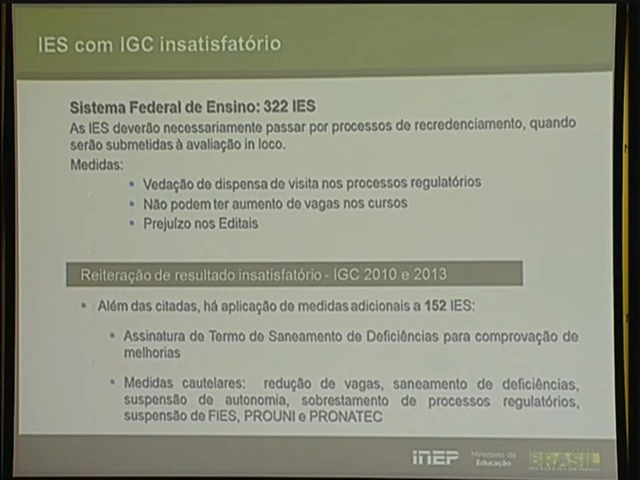 IES com IGC insatisfatório
Sistema Federal de Ensino: 322 IES
As IES deverão necessariamente passar por processos de recredenciamento, quando
serão submetidas à avaliação in loco.
Medidas:
▪ Vedação de dispensa de visita nos processos regulatórios
▪ Não podem ter aumento de vagas nos cursos
▪ Prejuízo nos Editais
Reiteração de resultado insatisfatório - IGC 2010 e 2013
▪ Além das citadas, há aplicação de medidas adicionais a 152 IES:
▪ Assinatura de Termo de Saneamento de Deficiências para comprovação de
melhorias
▪ Medidas cautelares: redução de vagas, saneamento de deficiências,
suspensão de autonomia, sobrestamento de processos regulatórios,
suspensão de FIES, PROUNI e PRONATEC
inep
Ministério da
Educação
BRASIL